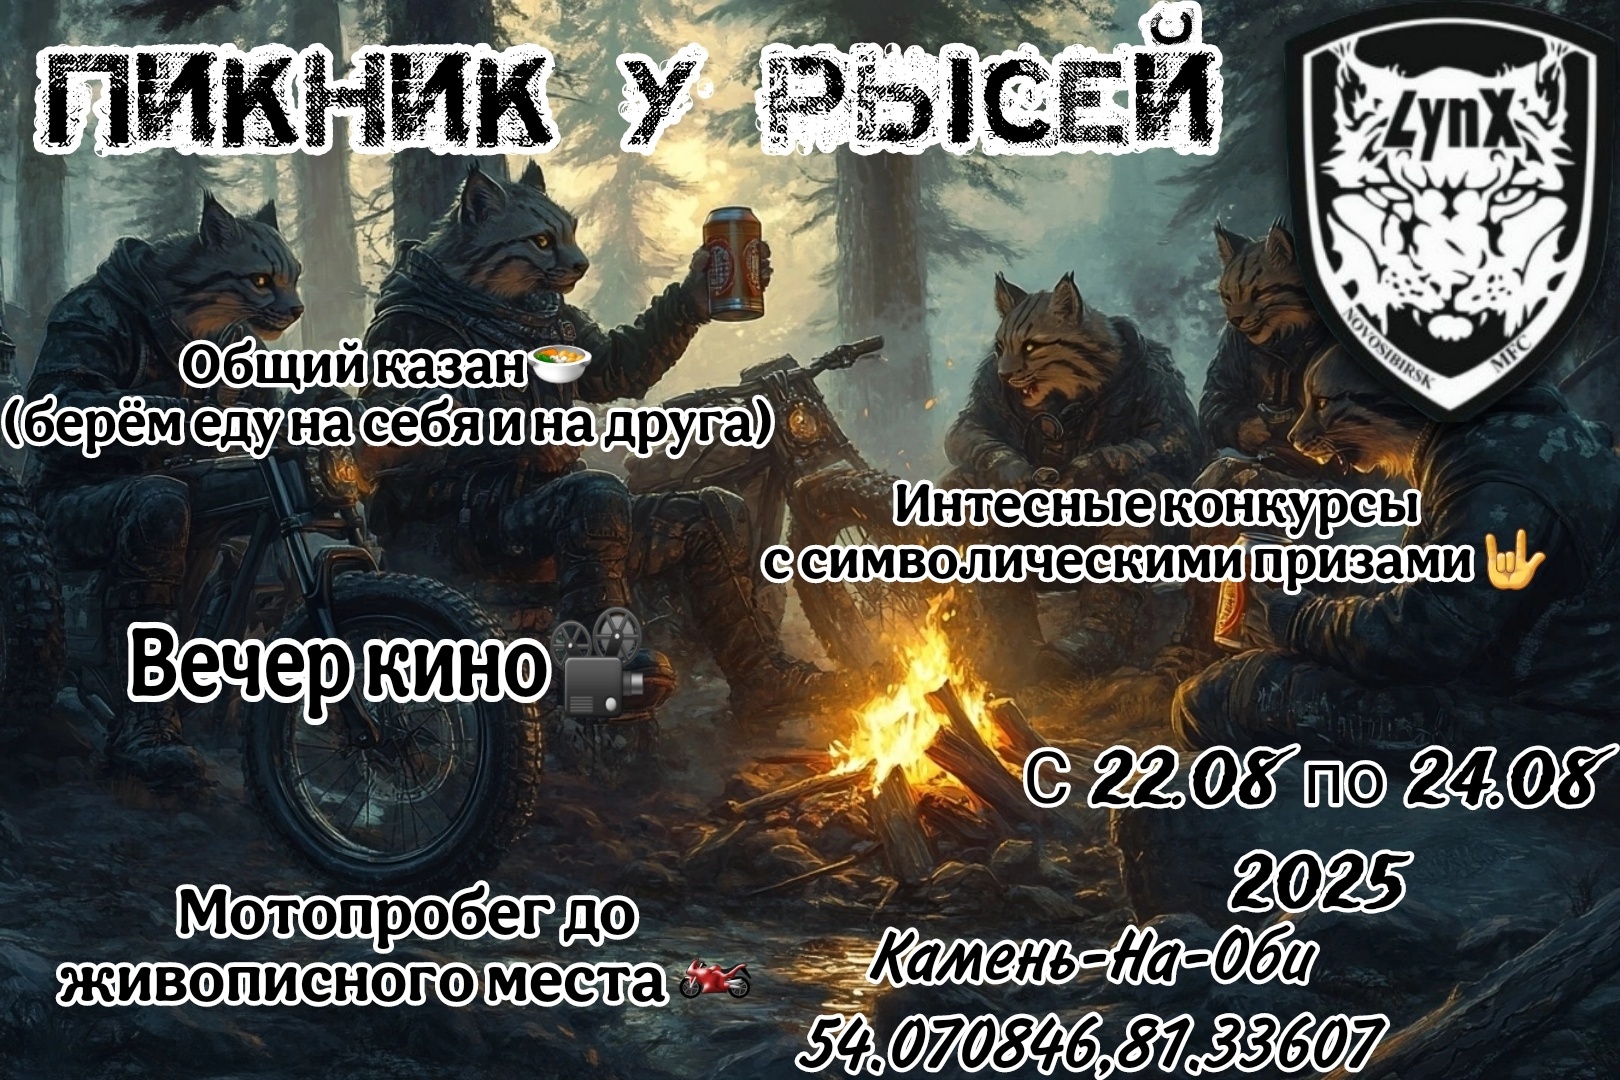 ПИКНИК У РЫСЕЙ
LynX
NOVOSIBIRSK MFC
Общий казан
(берём еду на себя и на друга)
Интесные конкурсы
с символическими призами
Вечер кино
С 22.08 по 24.08
2025
Мотопробег до
живописного места
Камень-На-Оби
54.070846,81.33607